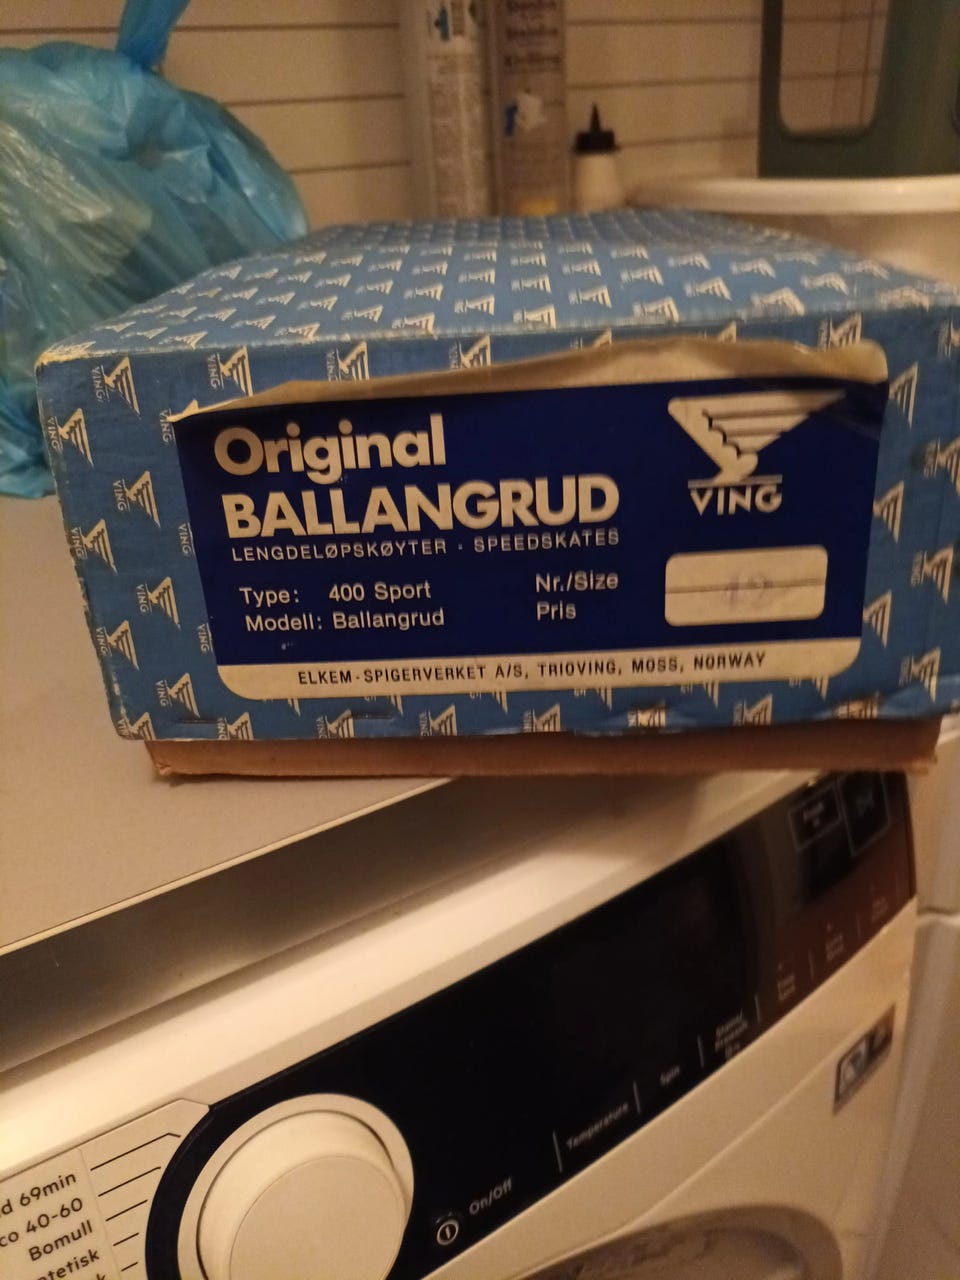 Original
BALLANGRUD
LENGDELØPSKØYTER - SPEEDSKATES
Type: 400 Sport
Modell: Ballangrud
Nr./Size
Pris
VING
ELKEM-SPIGERVERKET A/S, TRIOVING, MOSS, NORWAY
69min
40-60
Bomull
On/Off
Temperature
Spin